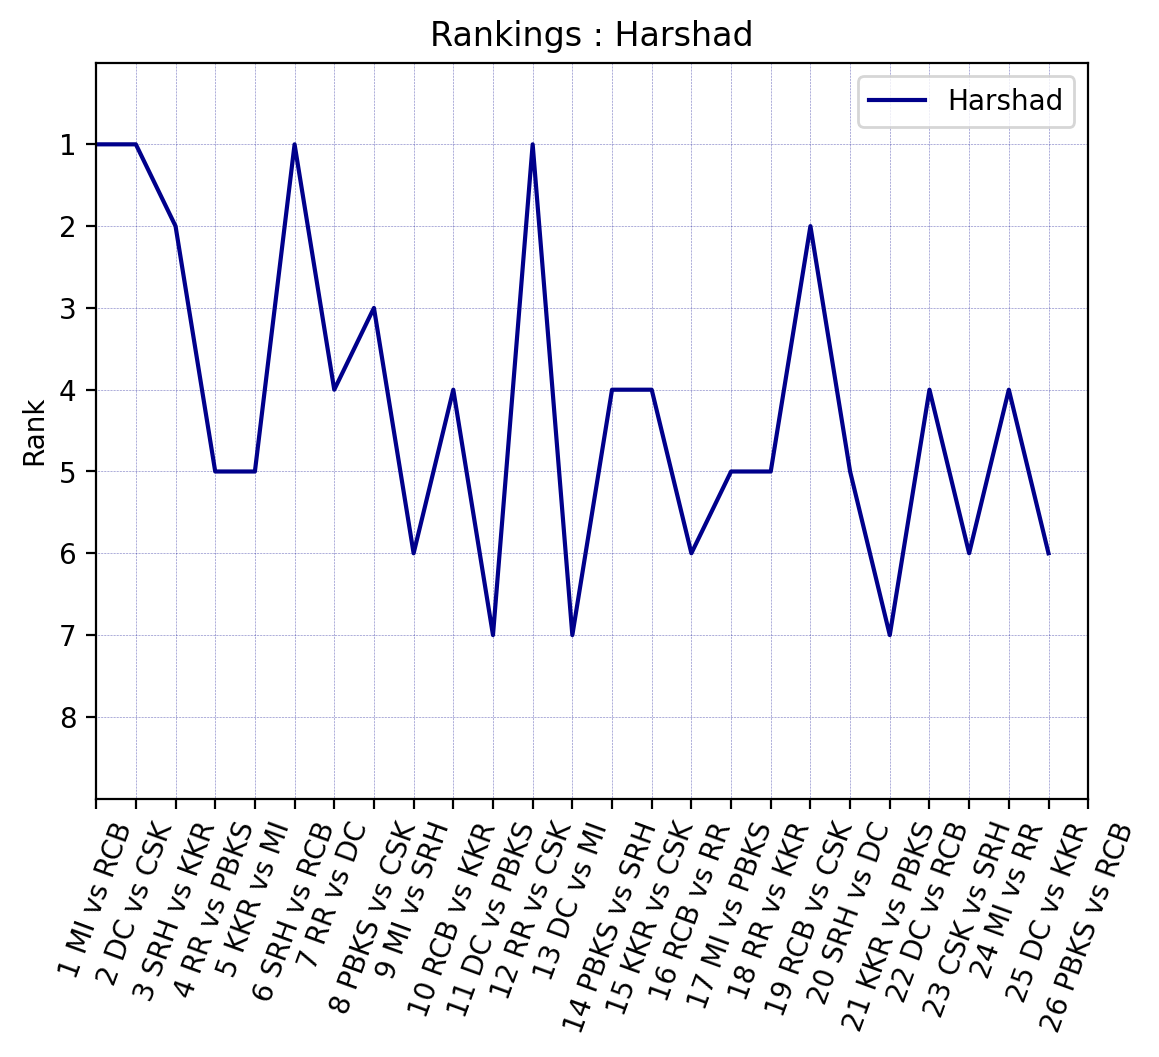 Rankings : Harshad
Harshad
Rank
1
2
3
4
5
6
7
8
1 MI vs RCB
2 DC vs CSK
3 SRH vs KKR
4 RR vs PBKS
5 KKR vs MI
6 SRH vs RCB
7 RR vs DC
8 PBKS vs CSK
9 MI vs SRH
10 RCB vs KKR
11 DC vs PBKS
12 RR vs CSK
13 DC vs MI
14 PBKS vs SRH
15 KKR vs CSK
16 RCB vs RR
17 MI vs PBKS
18 RR vs KKR
19 RCB vs CSK
20 SRH vs DC
21 KKR vs PBKS
22 DC vs RCB
23 CSK vs SRH
24 MI vs RR
25 DC vs KKR
26 PBKS vs RCB